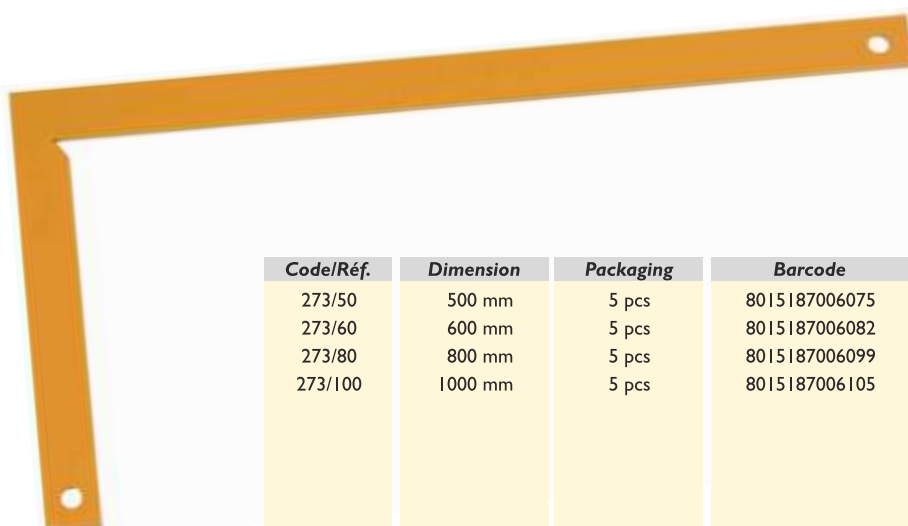 Code/Réf. Dimension Packaging Barcode
273/50 500 mm 5 pcs 8015187006075
273/60 600 mm 5 pcs 8015187006082
273/80 800 mm 5 pcs 8015187006099
273/100 1000 mm 5 pcs 8015187006105